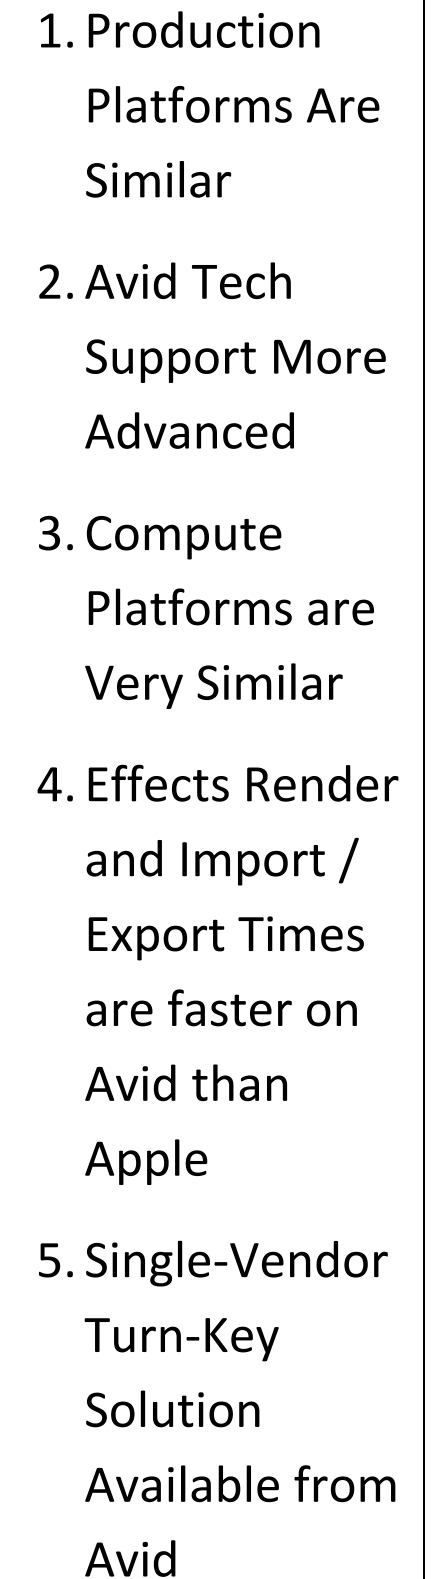 1. Production
Platforms Are
Similar
2. Avid Tech
Support More
Advanced
3. Compute
Platforms are
Very Similar
4. Effects Render
and Import /
Export Times
are faster on
Avid than
Apple
5. Single-Vendor
Turn-Key
Solution
Available from
Avid